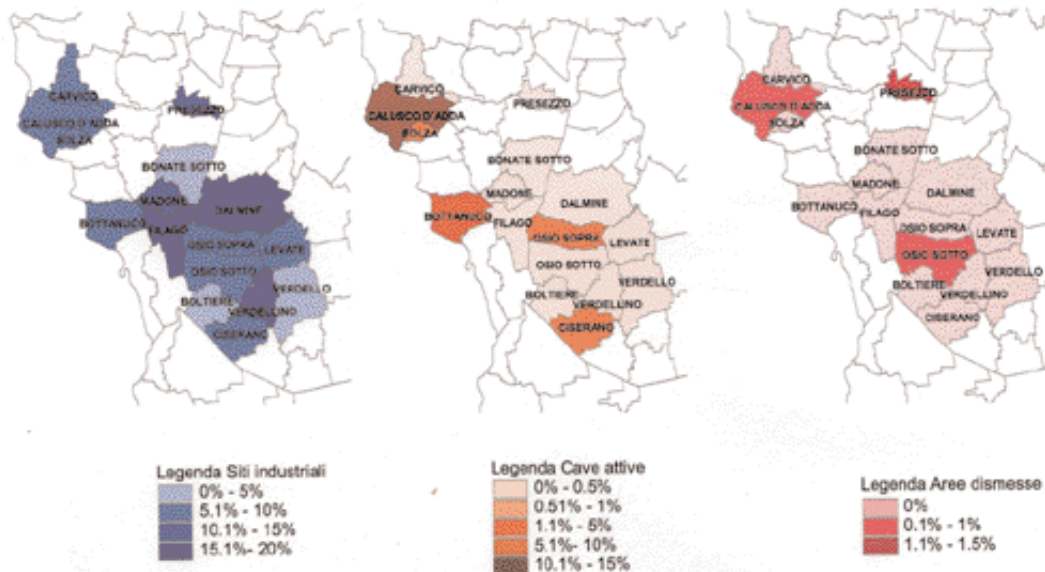 CARVICO
PRESEZZO
CALUSCO D'ADDA
SOLZA
BONATE SOTTO
MADONE
DALMINE
BOTTANUCO
FILAGO
OSIO SOPRA
LEVATE
OSIO SOTTO
VERDELLO
BOLTIERE
VERDELLINO
CISERANO
CARVICO
PRESEZZO
CALUSCO D'ADDA
SOLZA
BONATE SOTTO
MADONE
DALMINE
BOTTANUCO
FILAGO
OSIO SOPRA
LEVATE
OSIO SOTTO
VERDELLO
BOLTIERE
VERDELLINO
CISERANO
CARVICO
PRESEZZO
CALUSCO D'ADDA
SOLZA
BONATE SOTTO
MADONE
DALMINE
BOTTANUCO
FILAGO
OSIO SOPRA
LEVATE
OSIO SOTTO
VERDELLO
BOLTIERE
VERDELLINO
CISERANO
Legenda Siti industriali
0% - 5%
5.1% - 10%
10.1% - 15%
15.1% - 20%
Legenda Cave attive
0% - 0.5%
0.51% - 1%
1.1% - 5%
5.1% - 10%
10.1% - 15%
Legenda Aree dismesse
0%
0.1% - 1%
1.1% - 1.5%